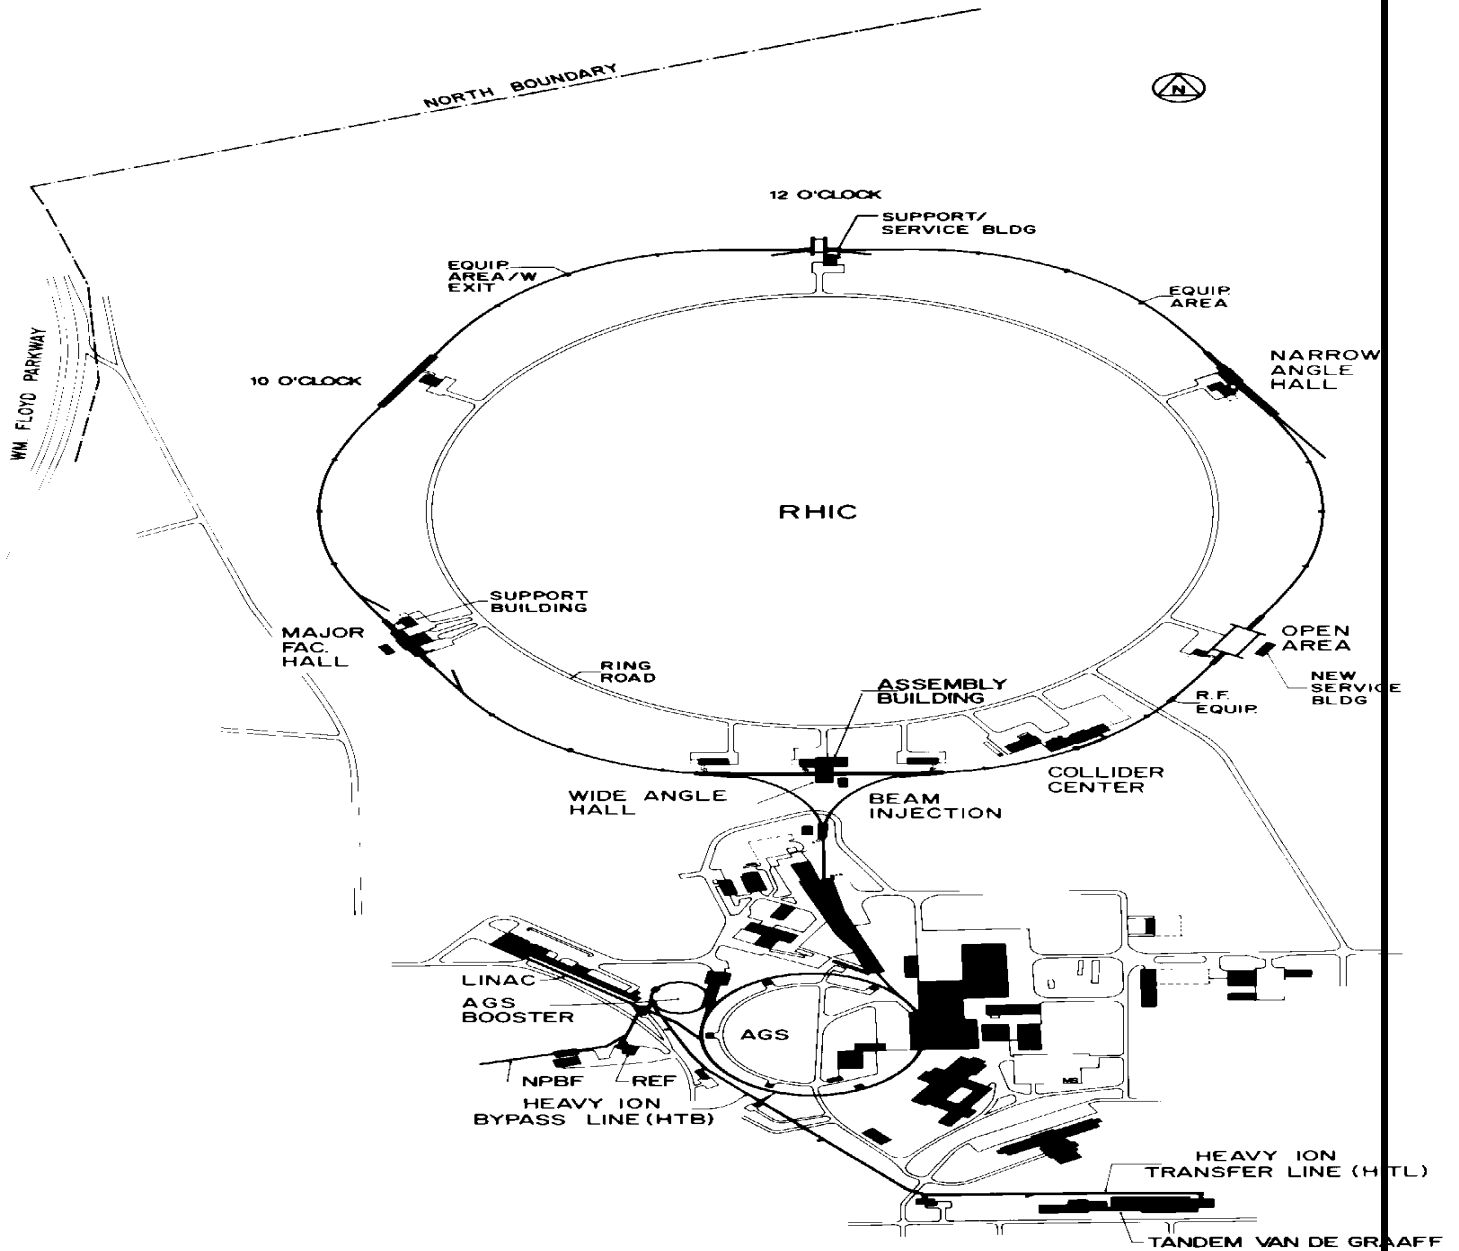 NORTH BOUNDARY
N
12 O'CLOCK
SUPPORT/
SERVICE BLDG
EQUIP.
AREA/W
EXIT
EQUIP.
AREA
WM. FLOYD PARKWAY
10 O'CLOCK
NARROW
ANGLE
HALL
RHIC
SUPPORT
BUILDING
MAJOR
FAC.
HALL
OPEN
AREA
RING
ROAD
NEW
SERVICE
BLDG
ASSEMBLY
BUILDING
R.F.
EQUIP.
COLLIDER
CENTER
WIDE ANGLE
HALL
BEAM
INJECTION
LINAC
AGS
BOOSTER
AGS
NPBF
REF
HEAVY ION
BYPASS LINE (HTB)
HEAVY ION
TRANSFER LINE (HITL)
TANDEM VAN DE GRAAFF